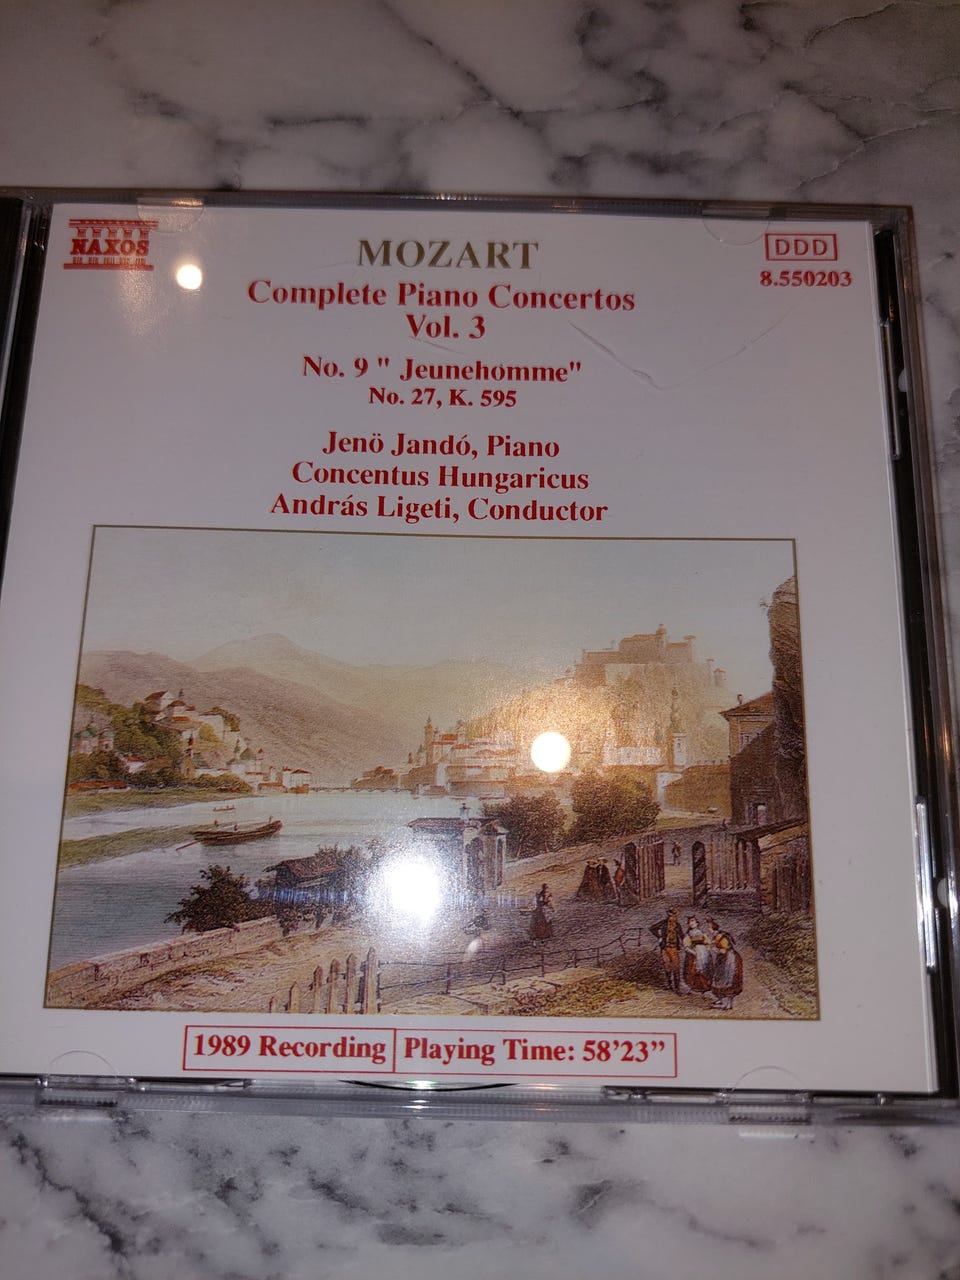 NAXOS
DDD
8.550203
MOZART
Complete Piano Concertos
Vol. 3
No. 9 " Jeunehomme"
No. 27, K. 595
Jenö Jandó, Piano
Concentus Hungaricus
András Ligeti, Conductor
1989 Recording
Playing Time: 58’23”